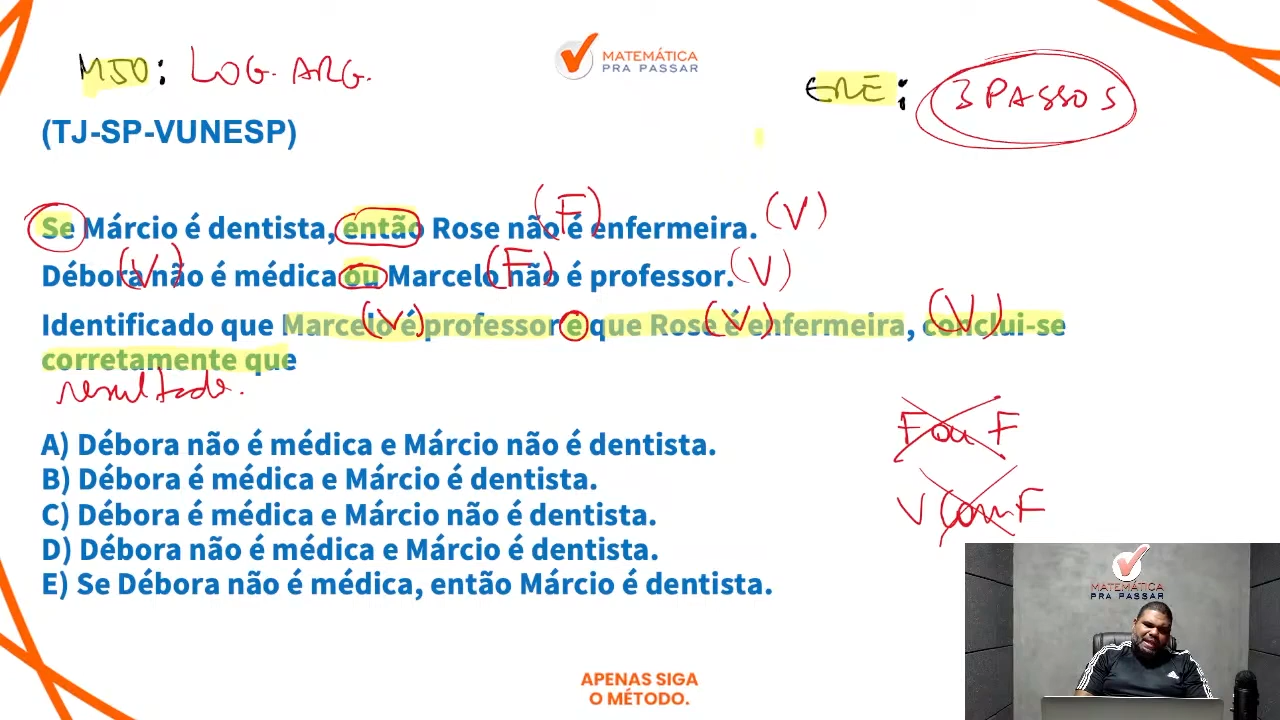 M50: LOG. ARG.
MATEMÁTICA
PRA PASSAR
: 3 PASSOS
(TJ-SP-VUNESP)
(F) (V)
Se Márcio é dentista, então Rose não é enfermeira.
(V) (F) (V)
Débora não é médica ou Marcelo não é professor.
(V) (V) (V)
Identificado que Marcelo é professor e que Rose é enfermeira, conclui-se
corretamente que
resultado.
A) Débora não é médica e Márcio não é dentista.
B) Débora é médica e Márcio é dentista.
C) Débora é médica e Márcio não é dentista.
D) Débora não é médica e Márcio é dentista.
E) Se Débora não é médica, então Márcio é dentista.
F ou F
V com F
MATEMÁTICA
PRA PASSAR
APENAS SIGA
O MÉTODO.